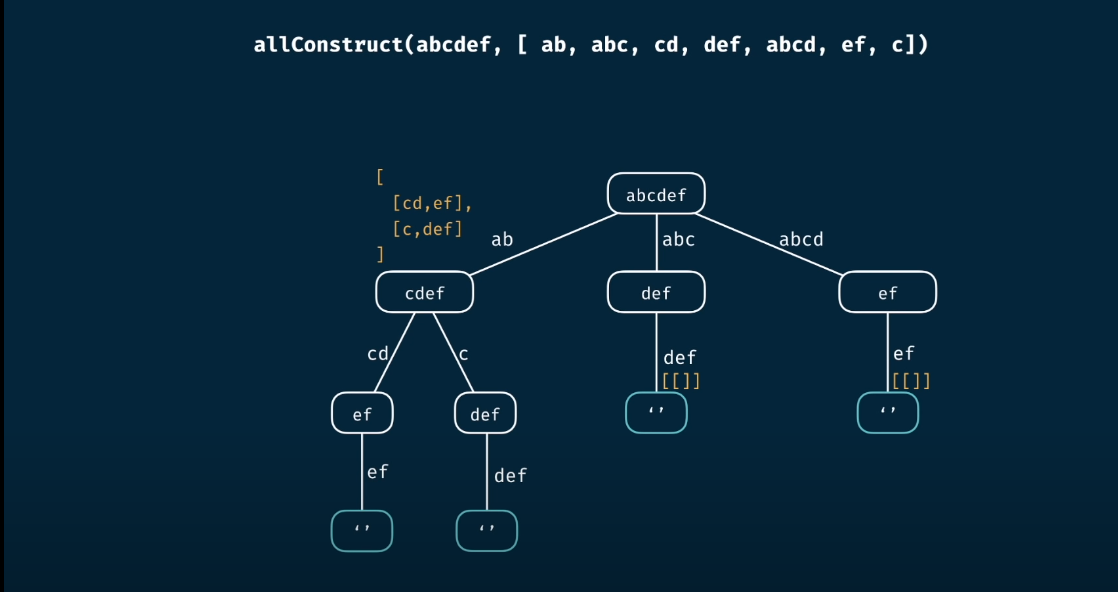 allConstruct(abcdef, [ ab, abc, cd, def, abcd, ef, c])
[
[cd,ef],
[c,def]
]
abcdef
ab
abc
abcd
cdef
def
ef
cd
c
def
ef
[[]]
[[]]
ef
def
‘’
‘’
ef
def
‘’
‘’